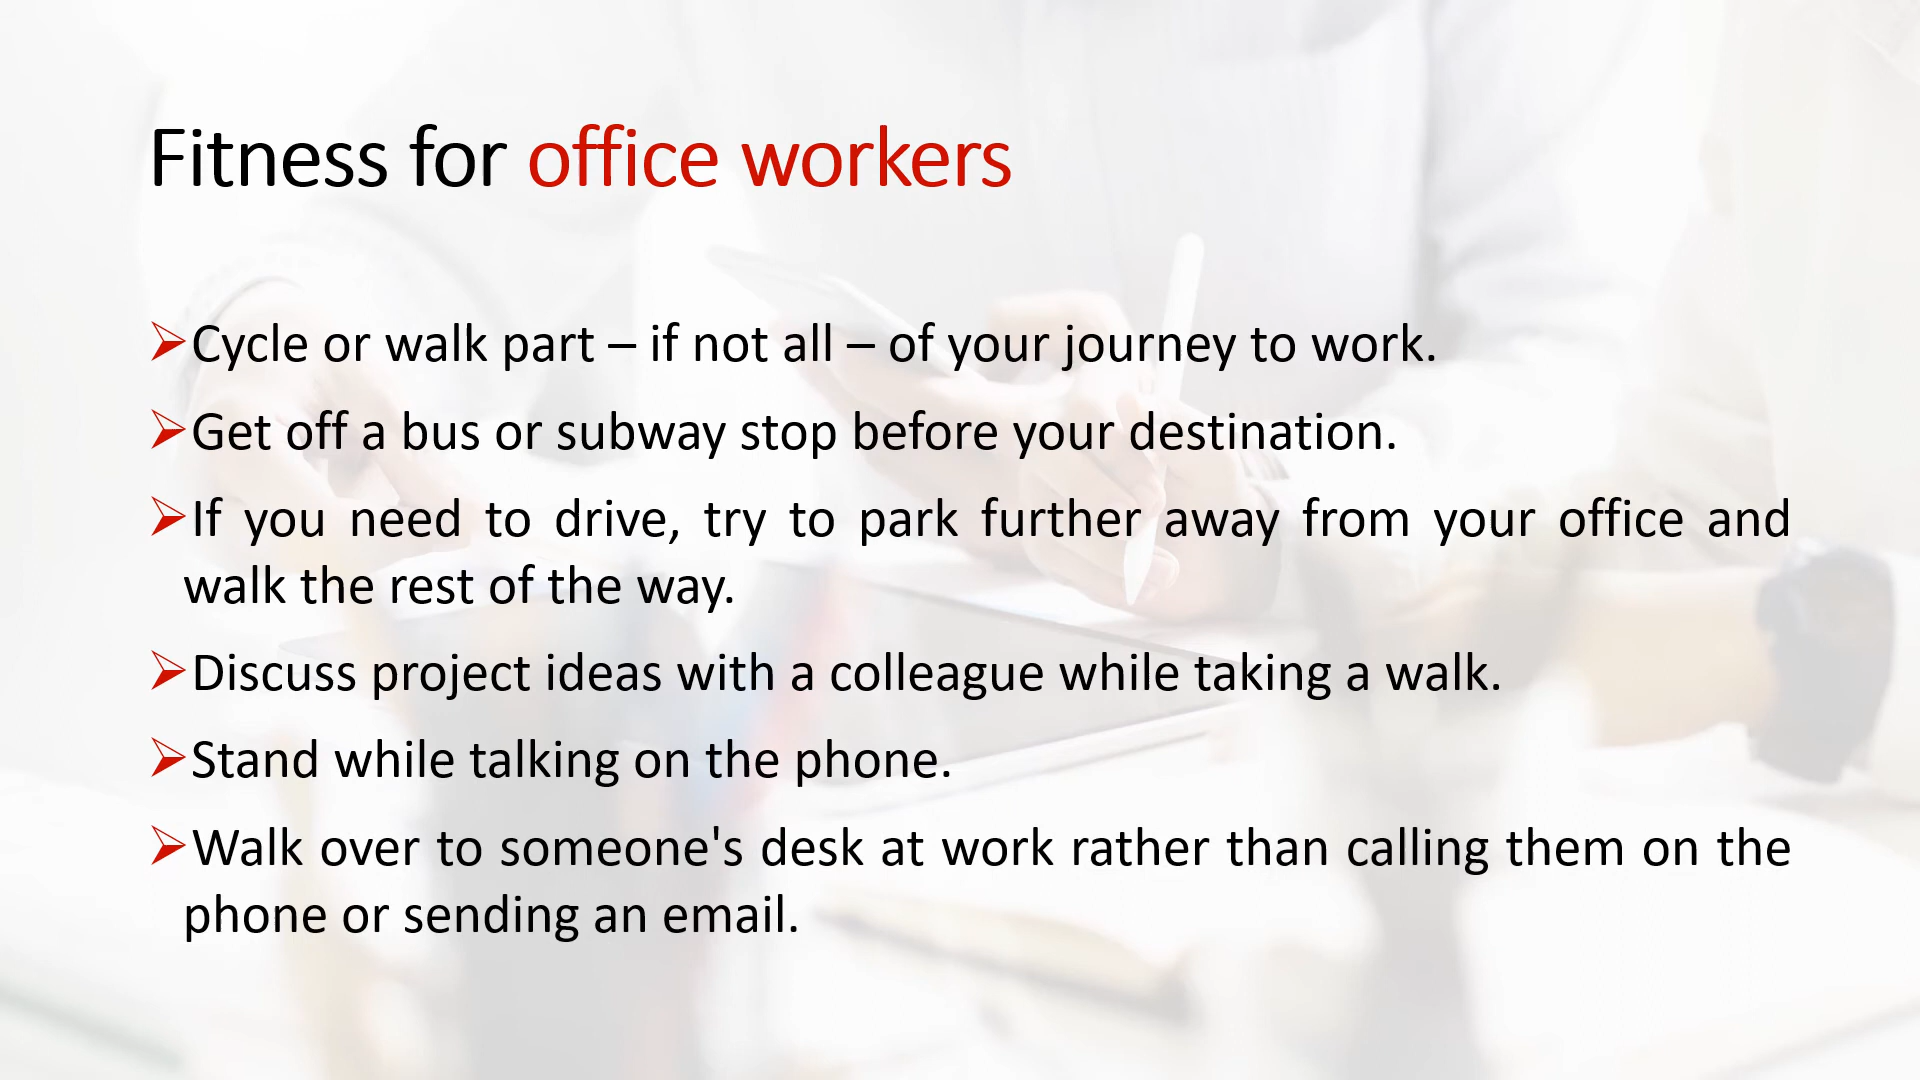 Fitness for office workers
➢Cycle or walk part – if not all – of your journey to work.
➢Get off a bus or subway stop before your destination.
➢If you need to drive, try to park further away from your office and
walk the rest of the way.
➢Discuss project ideas with a colleague while taking a walk.
➢Stand while talking on the phone.
➢Walk over to someone's desk at work rather than calling them on the
phone or sending an email.